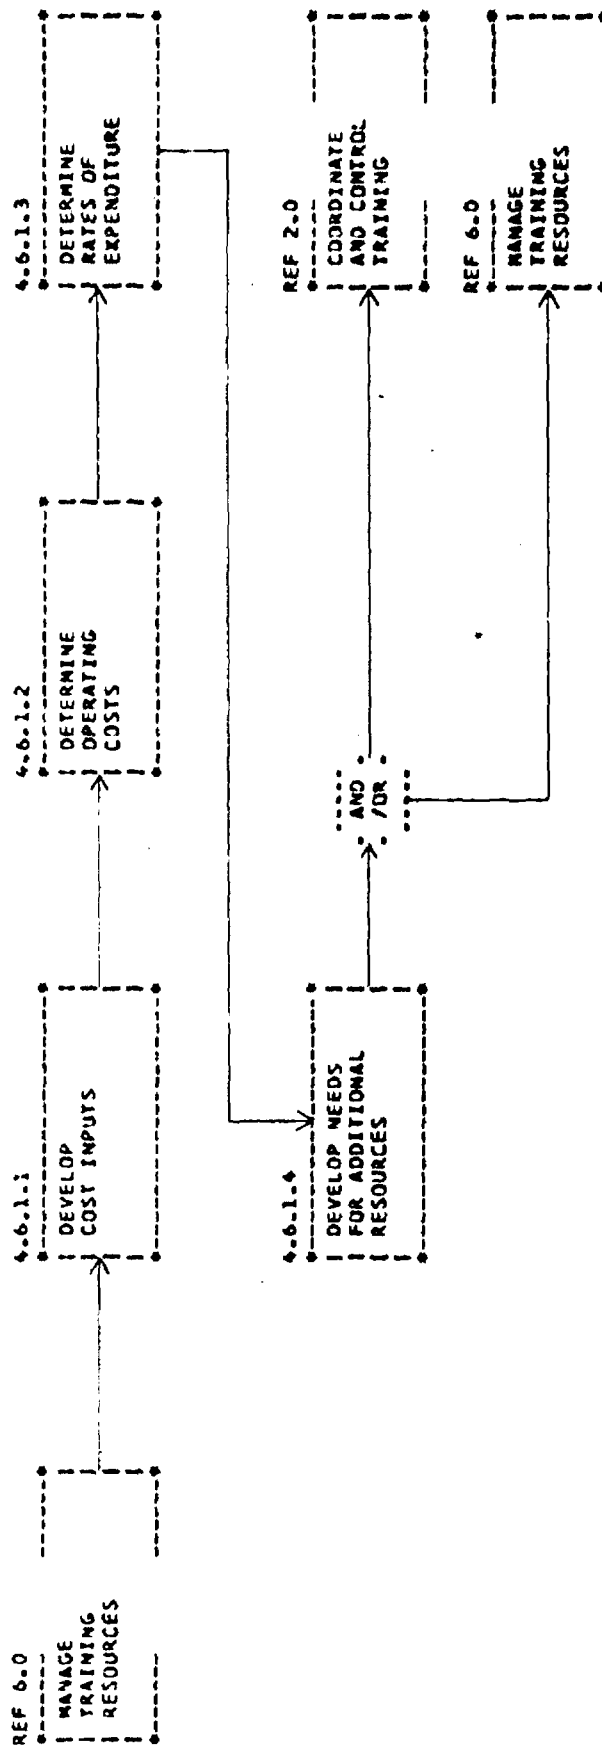 REF 6.0
MANAGE
TRAINING
RESOURCES
4.6.1.1
DEVELOP
COST INPUTS
4.6.1.2
DETERMINE
OPERATING
COSTS
4.6.1.3
DETERMINE
RATES OF
EXPENDITURE
4.6.1.4
DEVELOP NEEDS
FOR ADDITIONAL
RESOURCES
AND
/OR
REF 2.0
COORDINATE
AND CONTROL
TRAINING
REF 6.0
MANAGE
TRAINING
RESOURCES